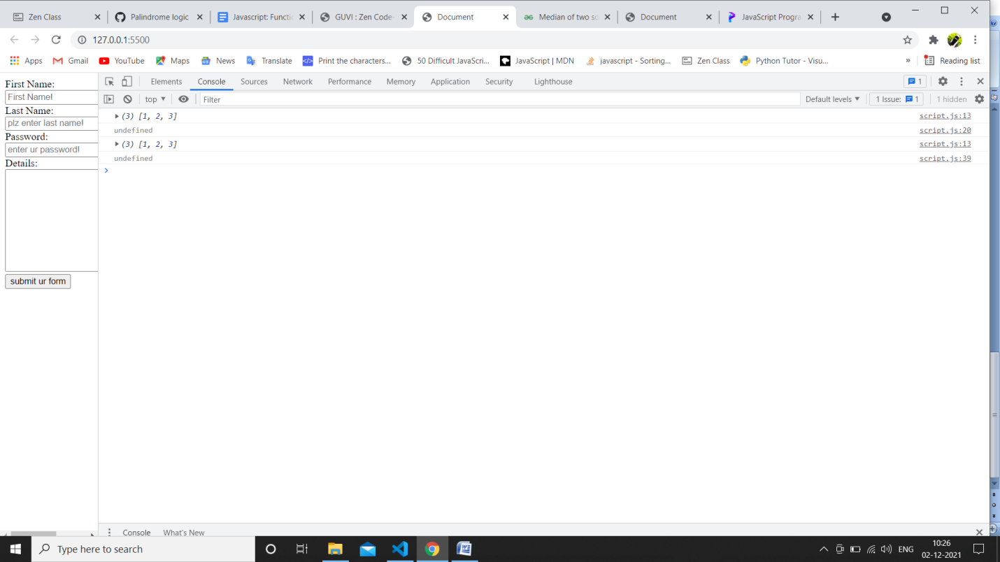 Zen Class
Palindrome logic
Javascript: Functi
GUVI : Zen Code-
Document
Median of two so
Document
JavaScript Progra
127.0.0.1:5500
Apps Gmail YouTube Maps News Translate Print the characters... 50 Difficult JavaScri... JavaScript | MDN javascript - Sorting... Zen Class Python Tutor - Visu... » Reading list
First Name:
First Name!
Last Name:
plz enter last name!
Password:
enter ur password!
Details:
submit ur form
Elements Console Sources Network Performance Memory Application Security Lighthouse 1
top Filter Default levels 1 Issue: 1 1 hidden
(3) [1, 2, 3] script.js:13
undefined script.js:20
(3) [1, 2, 3] script.js:13
undefined script.js:39
Console What's New
Type here to search
ENG
10:26
02-12-2021